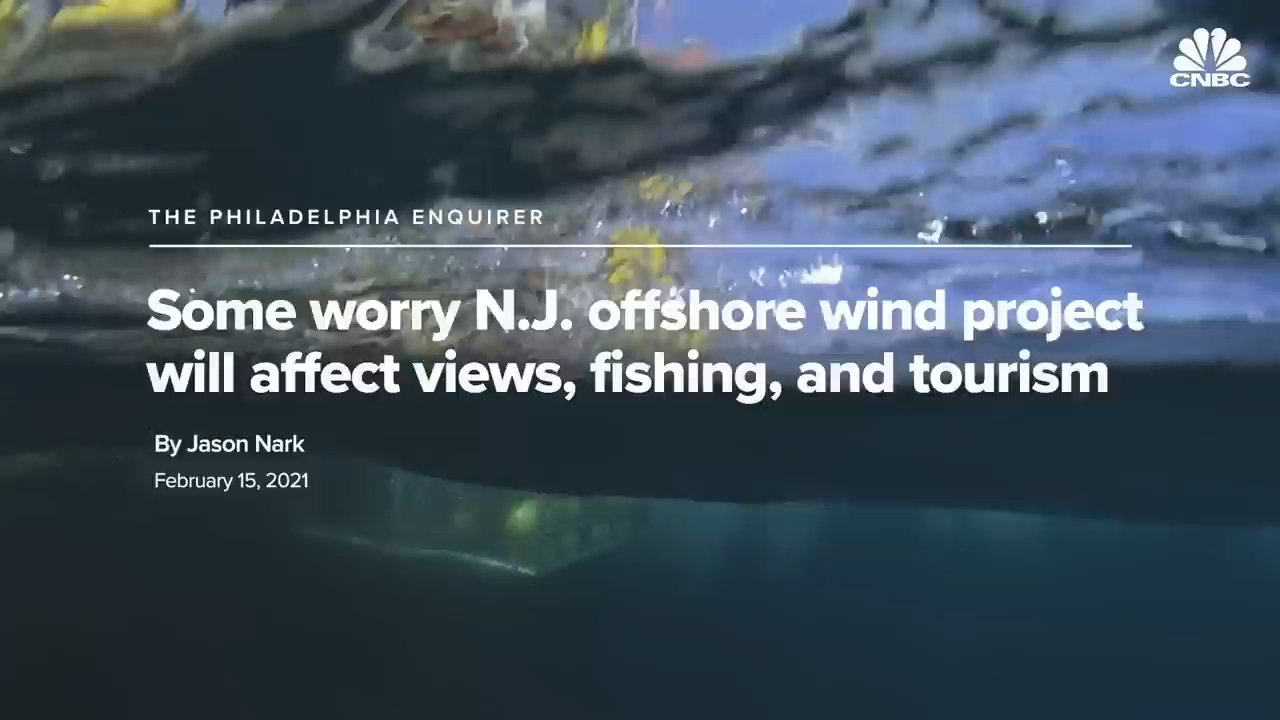 CNBC
THE PHILADELPHIA ENQUIRER
Some worry N.J. offshore wind project
will affect views, fishing, and tourism
By Jason Nark
February 15, 2021